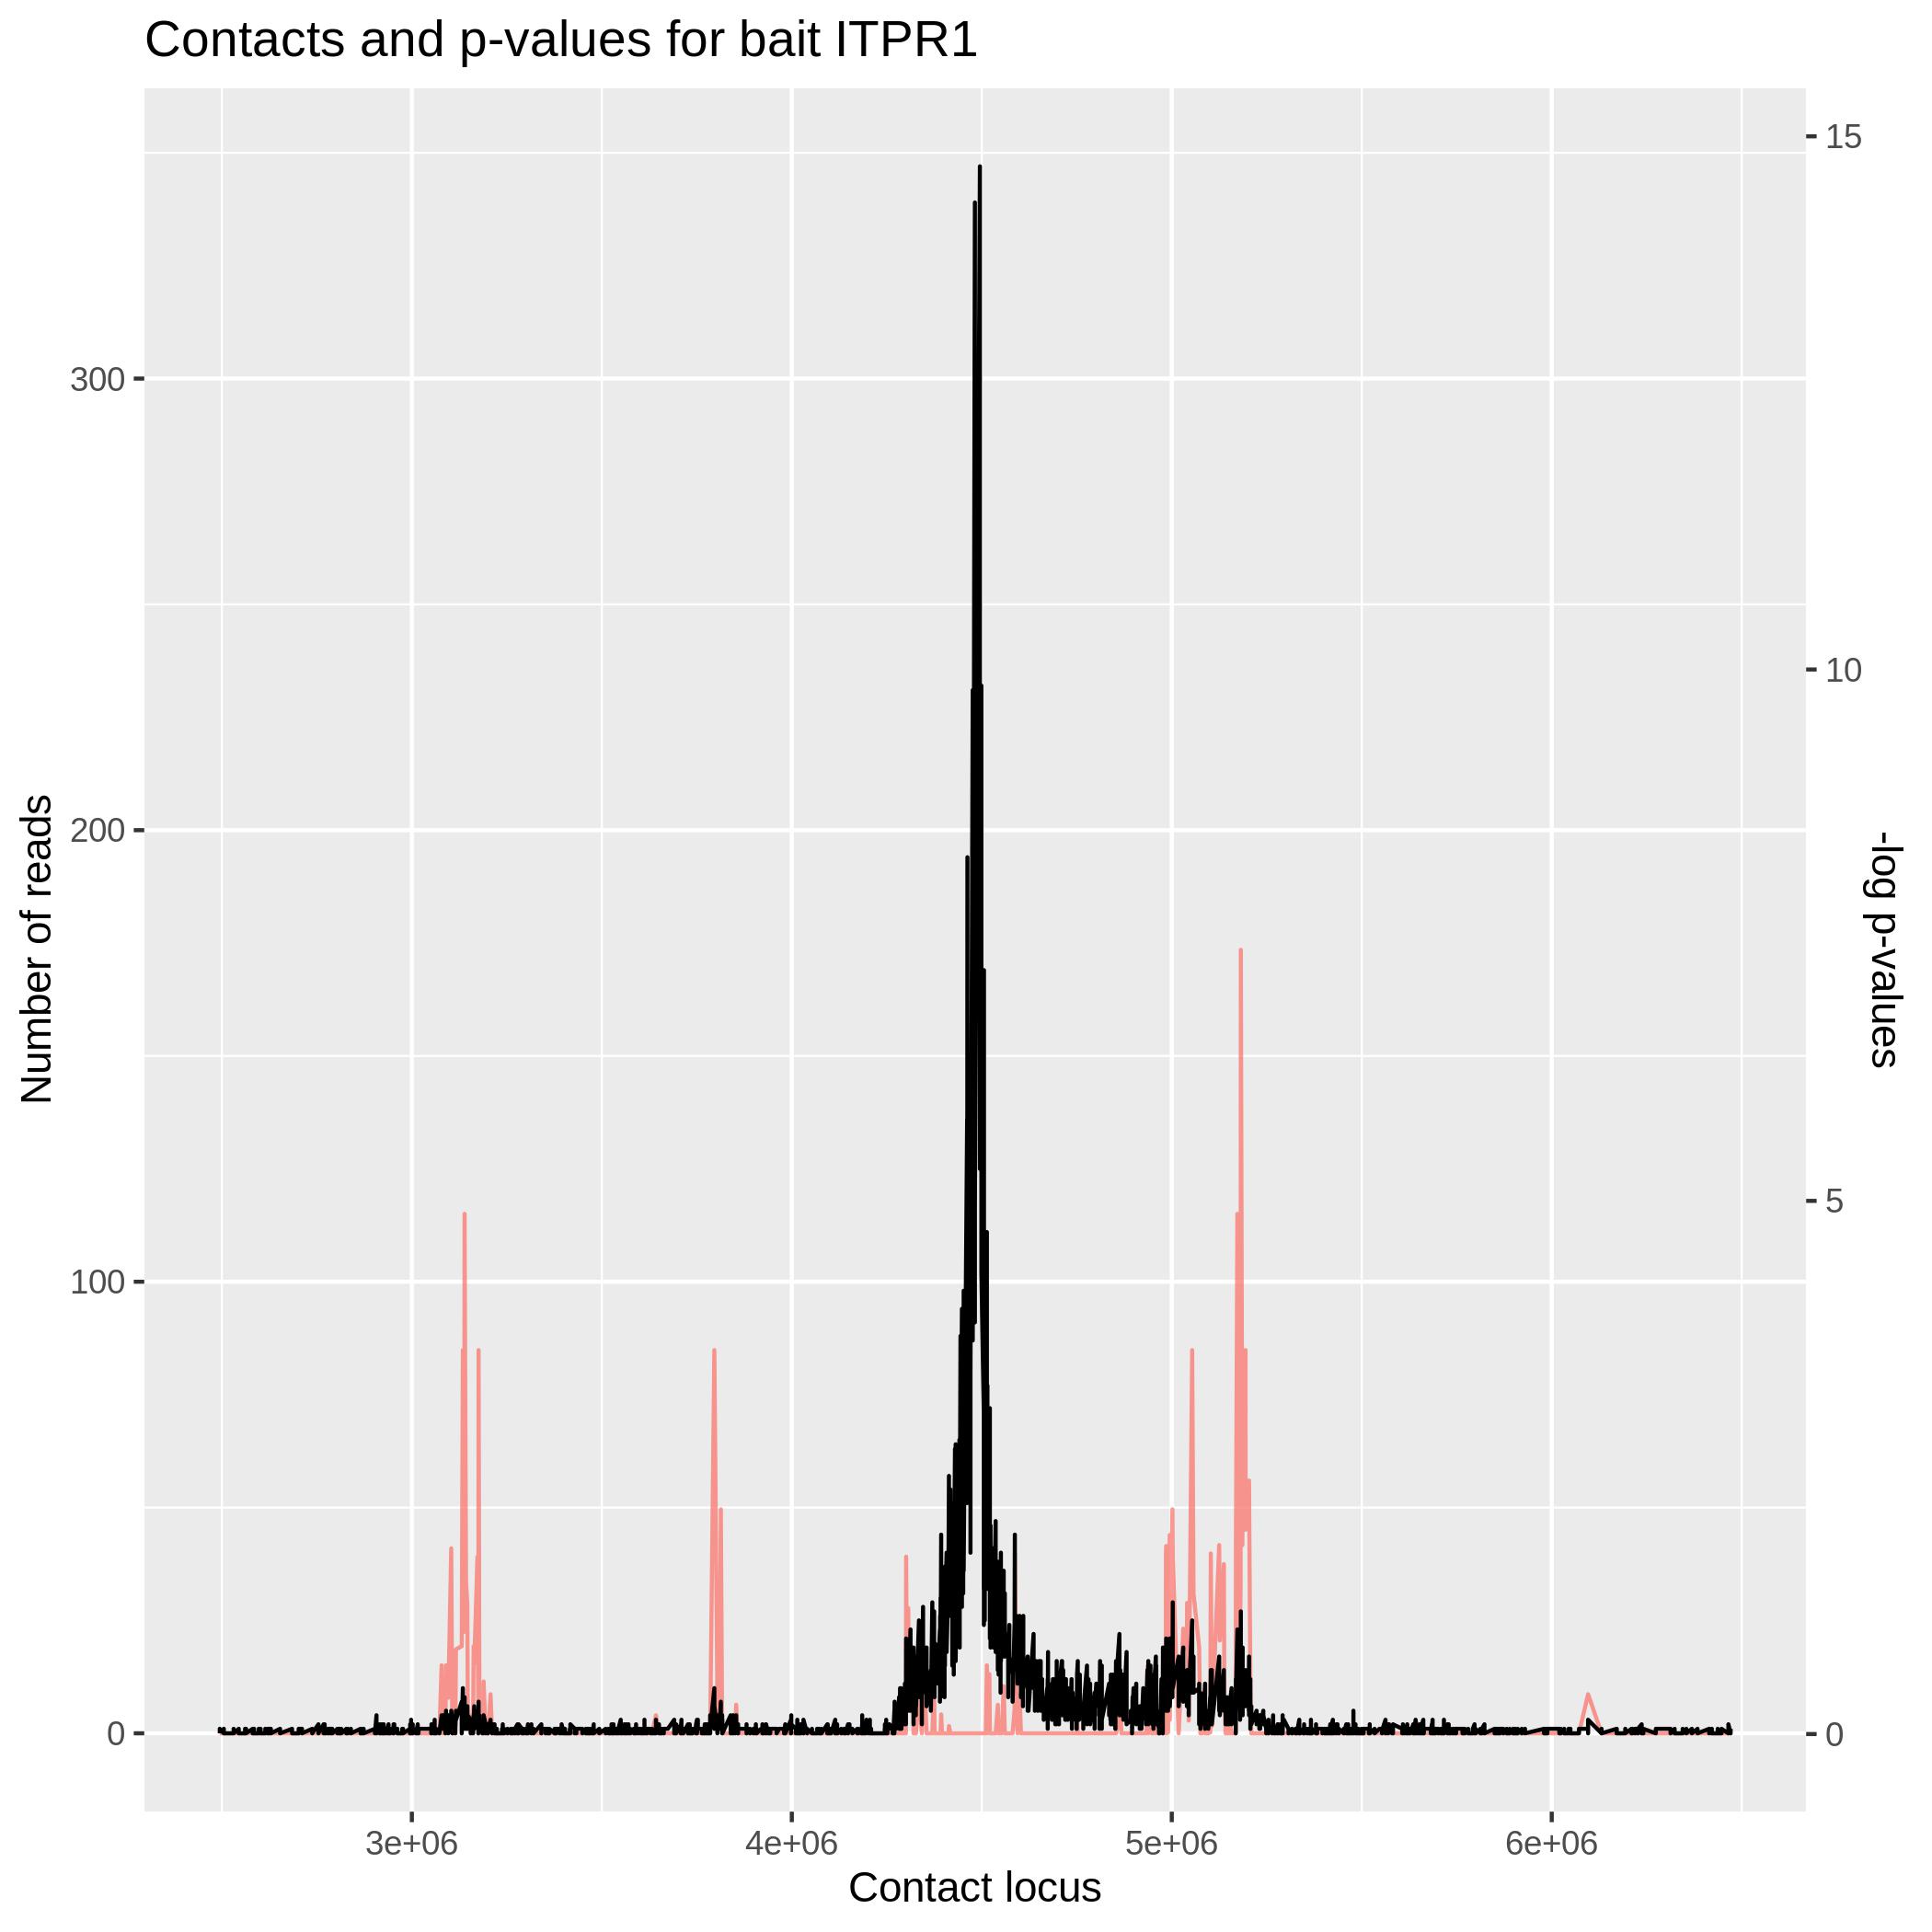 Contacts and p-values for bait ITPR1
Number of reads
300
200
100
0
15
10
5
0
-log p-values
3e+06
4e+06
5e+06
6e+06
Contact locus